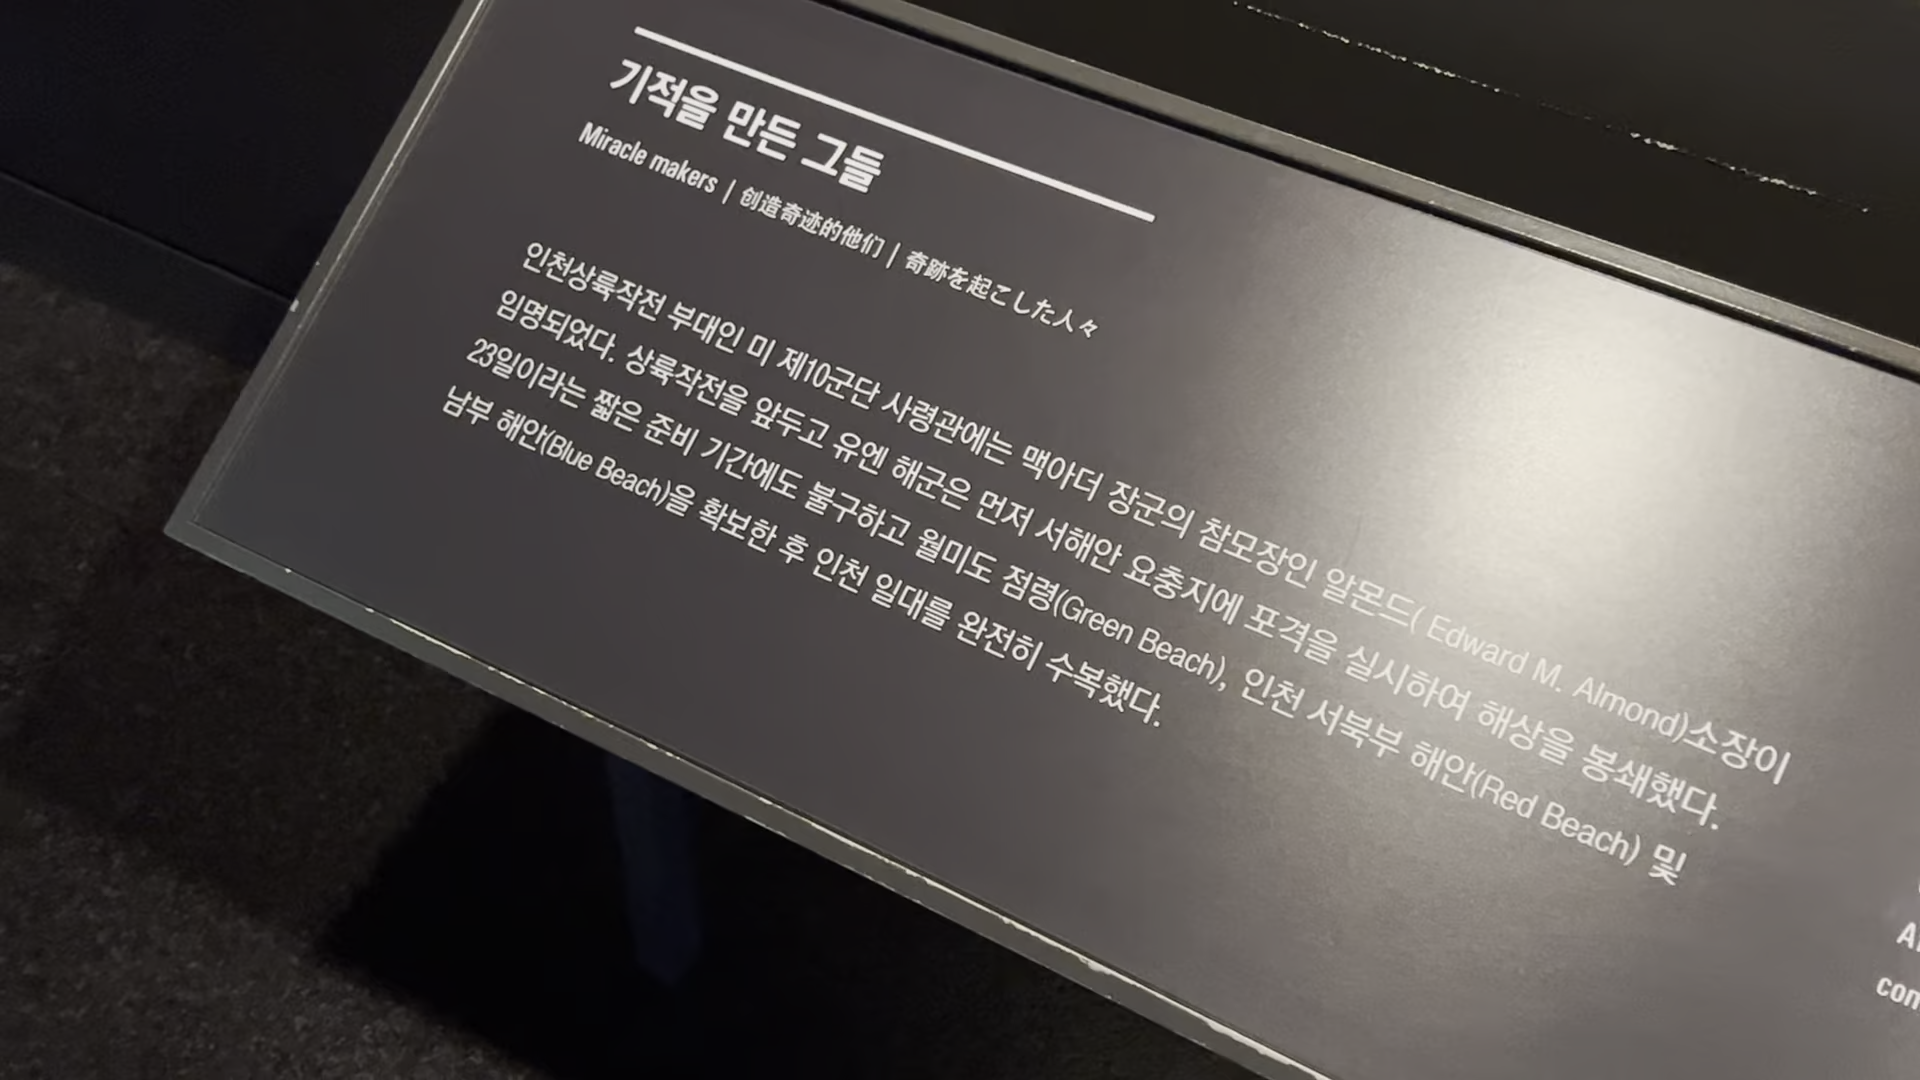 기적을 만든 그들
Miracle makers | 创造奇迹的他们 | 奇跡を起こした人々
인천상륙작전 부대인 미 제10군단 사령관에는 맥아더 장군의 참모장인 알몬드( Edward M. Almond)소장이
임명되었다. 상륙작전을 앞두고 유엔 해군은 먼저 서해안 요충지에 포격을 실시하여 해상을 봉쇄했다.
23일이라는 짧은 준비 기간에도 불구하고 월미도 점령(Green Beach), 인천 서북부 해안(Red Beach) 및
남부 해안(Blue Beach)을 확보한 후 인천 일대를 완전히 수복했다.